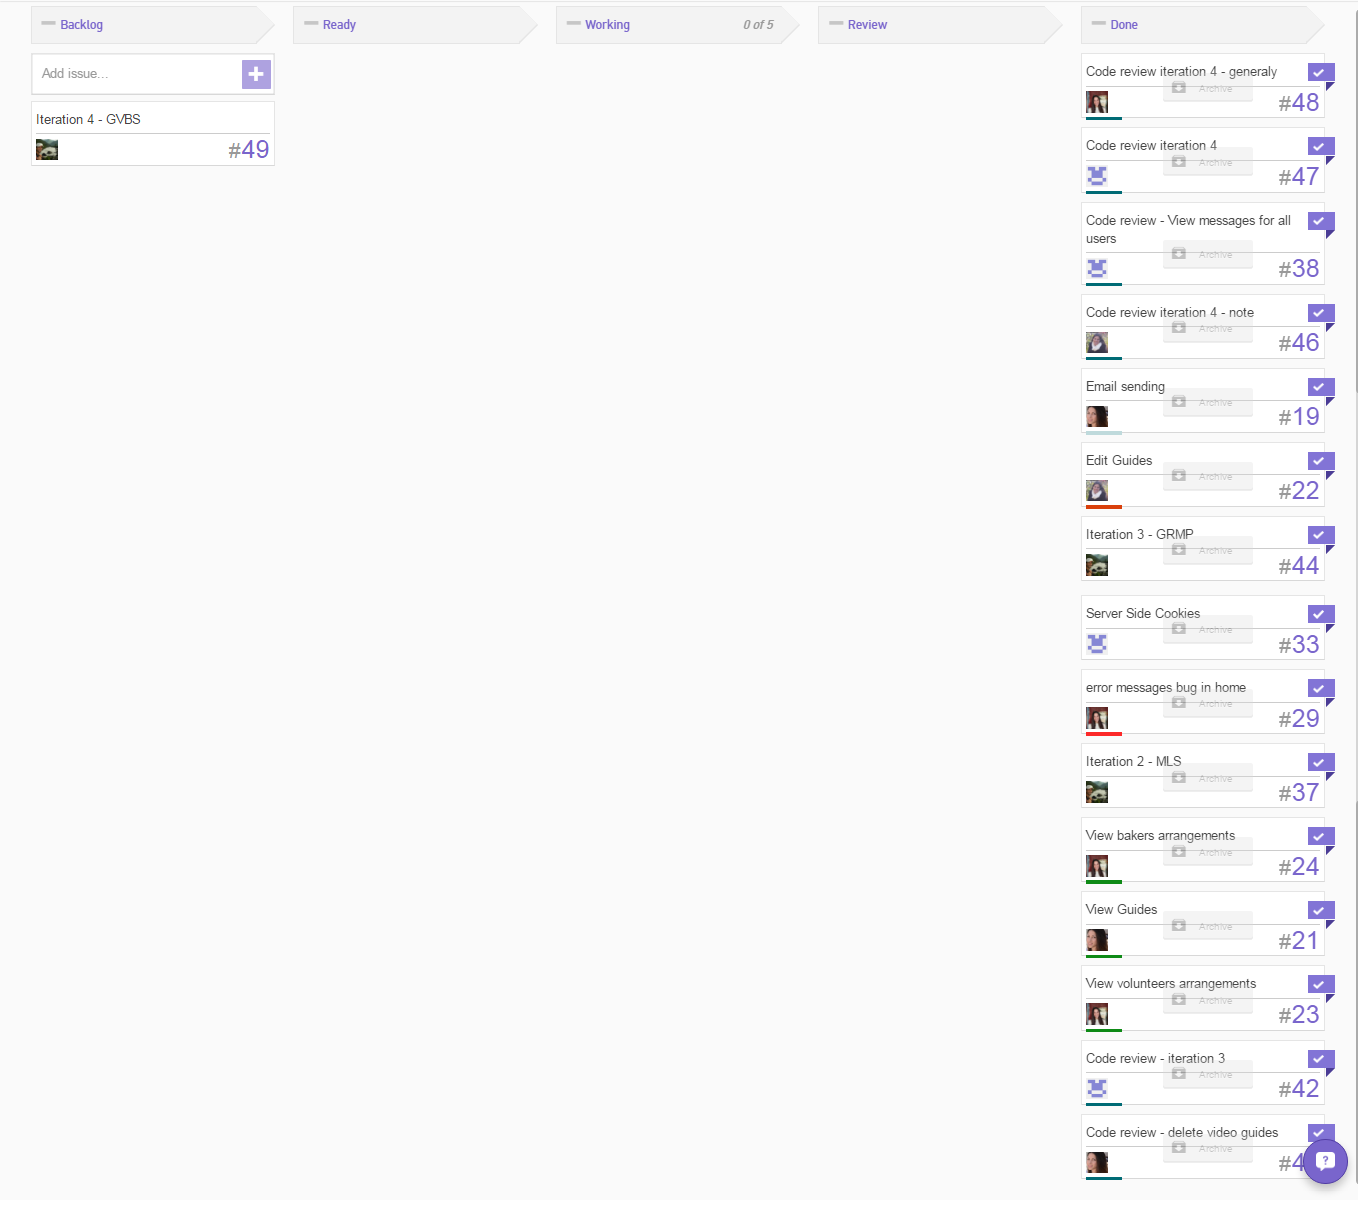 Backlog
Ready
Working 0 of 5
Review
Done
Add issue...
Iteration 4 - GVBS
#49
Code review iteration 4 - generaly
Archive
#48
Code review iteration 4
Archive
#47
Code review - View messages for all
users
Archive
#38
Code review iteration 4 - note
Archive
#46
Email sending
Archive
#19
Edit Guides
Archive
#22
Iteration 3 - GRMP
Archive
#44
Server Side Cookies
Archive
#33
error messages bug in home
Archive
#29
Iteration 2 - MLS
Archive
#37
View bakers arrangements
Archive
#24
View Guides
Archive
#21
View volunteers arrangements
Archive
#23
Code review - iteration 3
Archive
#42
Code review - delete video guides
Archive